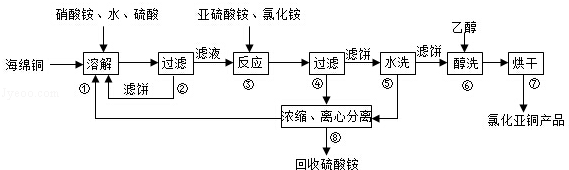 硝酸铵、水、硫酸
亚硫酸铵、氯化铵
乙醇
海绵铜
溶解
过滤
滤液
反应
过滤
滤饼
水洗
滤饼
醇洗
烘干
①
滤饼
②
③
④
⑤
⑥
⑦
浓缩、离心分离
氯化亚铜产品
⑧
回收硫酸铵